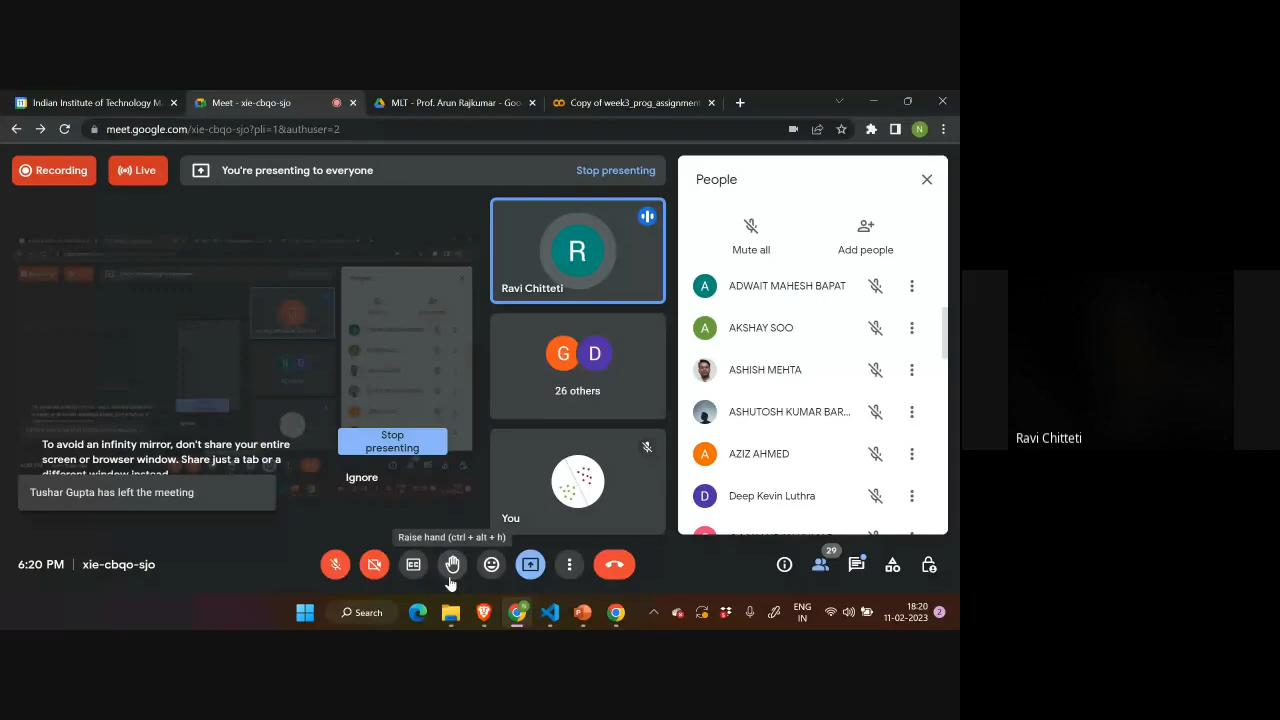 Indian Institute of Technology M
Meet - xie-cbqo-sjo
MLT - Prof. Arun Rajkumar - Goo
Copy of week3_prog_assignment
meet.google.com/xie-cbqo-sjo?pli=1&authuser=2
N
Recording
Live
You're presenting to everyone
Stop presenting
People
Mute all
Add people
R
Ravi Chitteti
G D
26 others
You
A ADWAIT MAHESH BAPAT
A AKSHAY SOO
ASHISH MEHTA
ASHUTOSH KUMAR BAR...
A AZIZ AHMED
D Deep Kevin Luthra
To avoid an infinity mirror, don't share your entire
screen or browser window. Share just a tab or a
different window instead.
Stop
presenting
Ignore
Tushar Gupta has left the meeting
Raise hand (ctrl + alt + h)
6:20 PM | xie-cbqo-sjo
29
Search
ENG
IN
18:20
11-02-2023
2
Ravi Chitteti